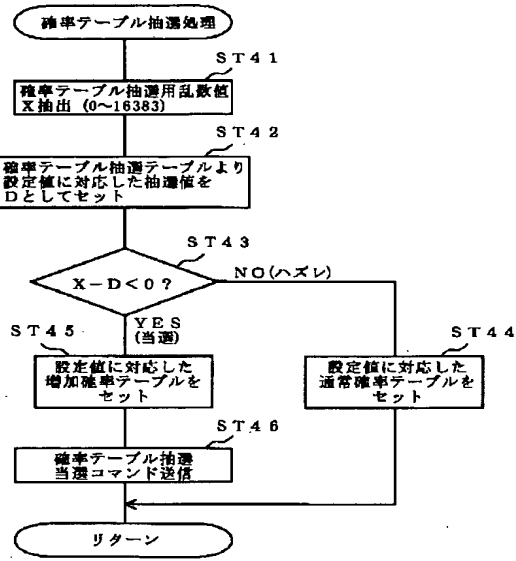 確率テーブル抽選処理
ST41
確率テーブル抽選用乱数値
X抽出 (0~16383)
ST42
確率テーブル抽選テーブルより
設定値に対応した抽選値を
Dとしてセット
ST43
X-D<0?
NO(ハズレ)
YES
(当選)
ST45
設定値に対応した
増加確率テーブルを
セット
ST44
設定値に対応した
通常確率テーブルを
セット
ST46
確率テーブル抽選
当選コマンド送信
リターン